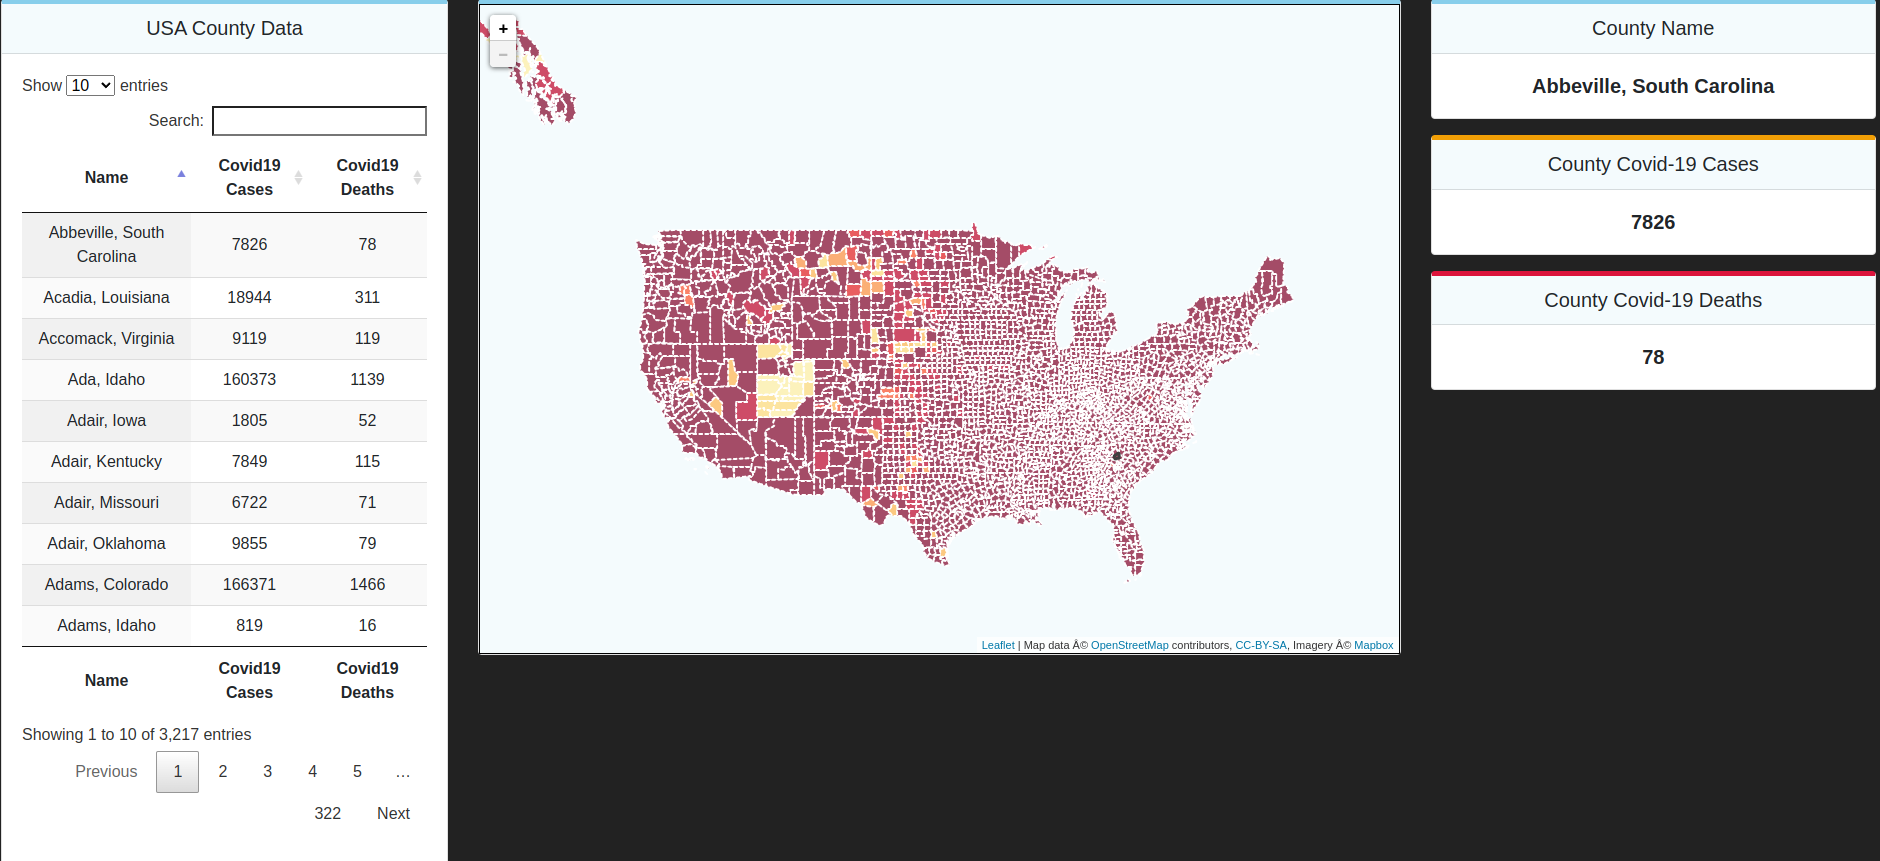 USA County Data
Show 10 entries
Search:
Name
Covid19 Cases
Covid19 Deaths
Abbeville, South Carolina 7826 78
Acadia, Louisiana 18944 311
Accomack, Virginia 9119 119
Ada, Idaho 160373 1139
Adair, Iowa 1805 52
Adair, Kentucky 7849 115
Adair, Missouri 6722 71
Adair, Oklahoma 9855 79
Adams, Colorado 166371 1466
Adams, Idaho 819 16
Name
Covid19 Cases
Covid19 Deaths
Showing 1 to 10 of 3,217 entries
Previous 1 2 3 4 5 …
322 Next
+
−
Leaflet | Map data Â© OpenStreetMap contributors, CC-BY-SA, Imagery Â© Mapbox
County Name
Abbeville, South Carolina
County Covid-19 Cases
7826
County Covid-19 Deaths
78